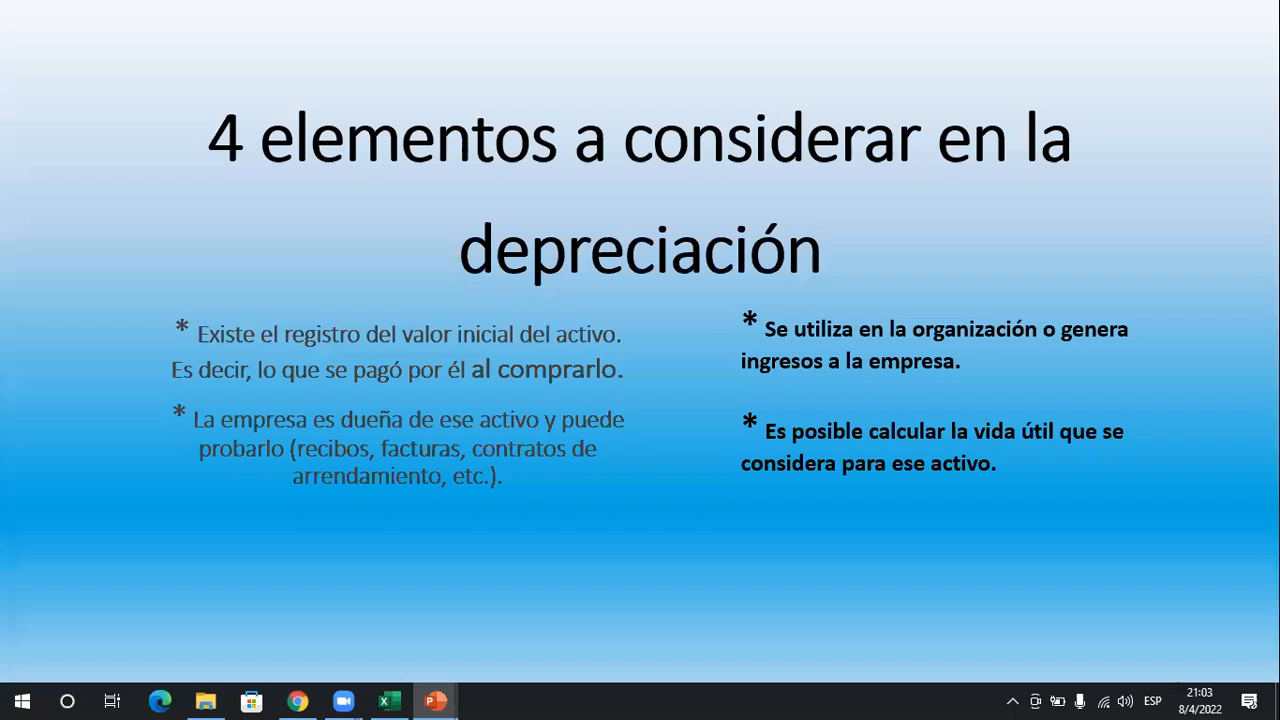 4 elementos a considerar en la
depreciación
* Existe el registro del valor inicial del activo.
Es decir, lo que se pagó por él al comprarlo.
* La empresa es dueña de ese activo y puede
probarlo (recibos, facturas, contratos de
arrendamiento, etc.).
* Se utiliza en la organización o genera
ingresos a la empresa.
* Es posible calcular la vida útil que se
considera para ese activo.
ESP
21:03
8/4/2022